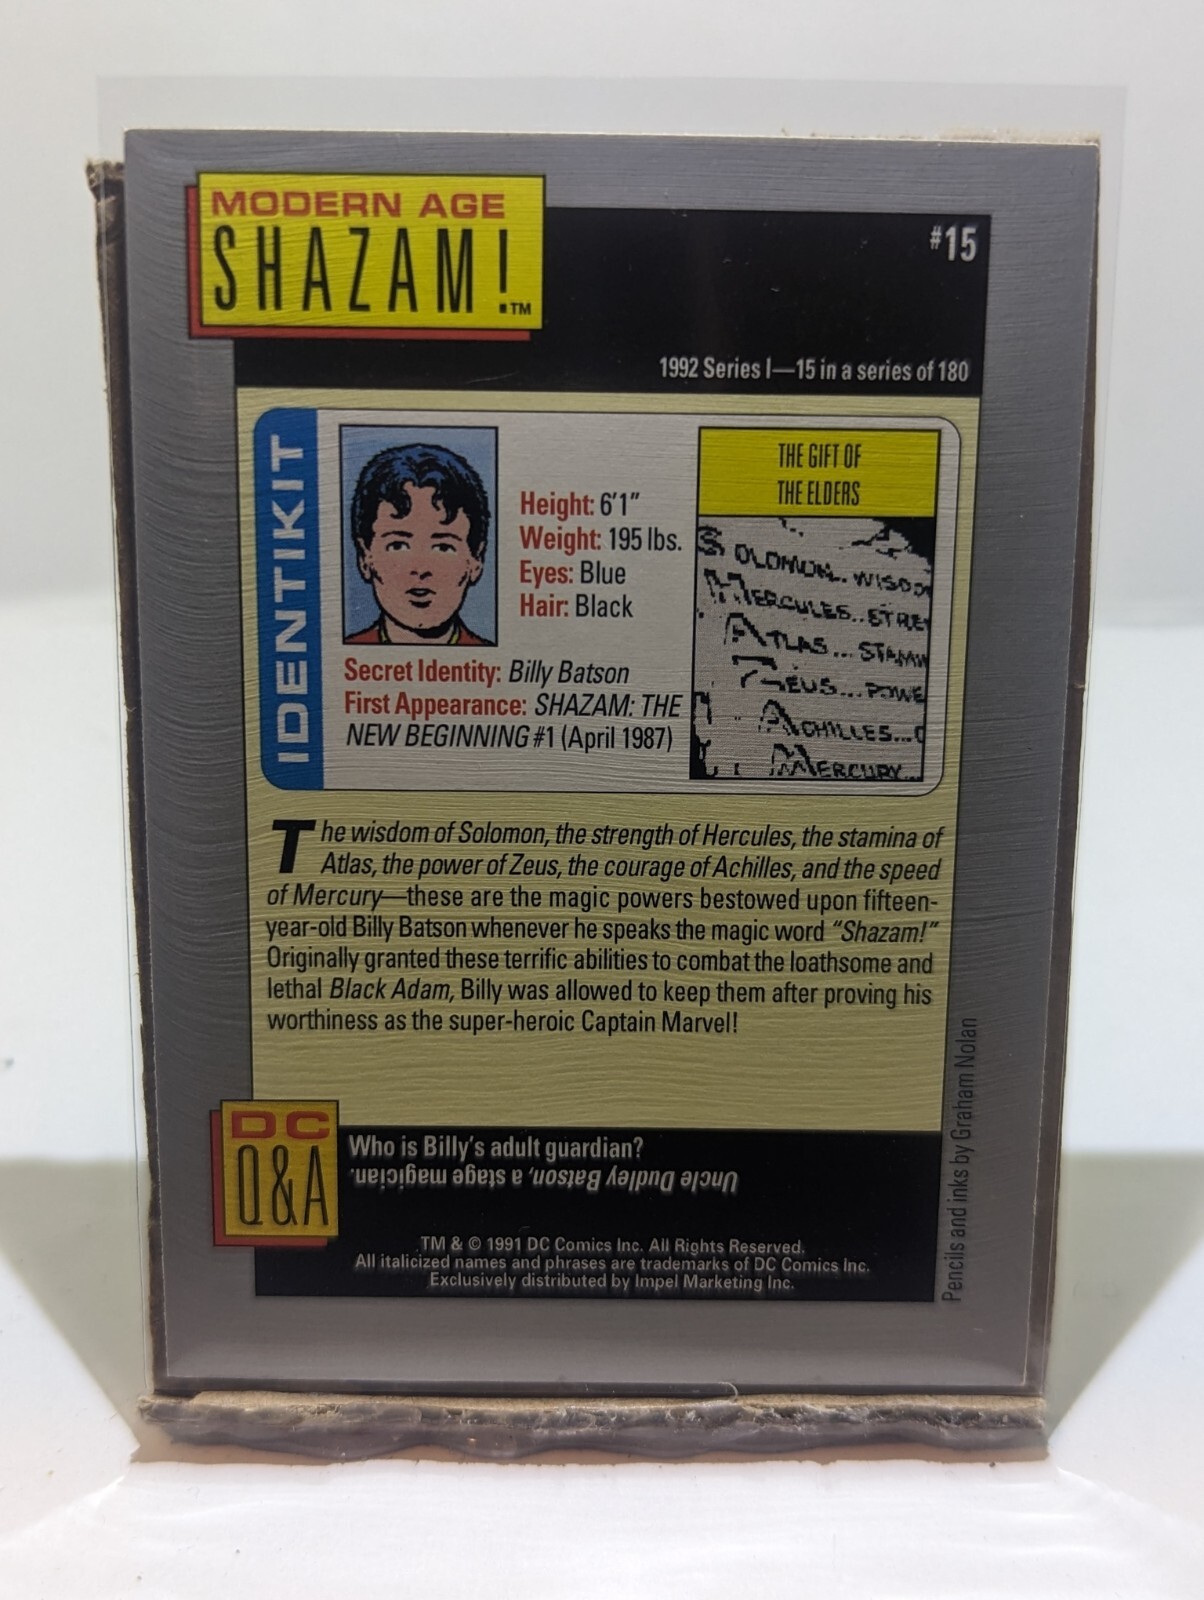 MODERN AGE
SHAZAM!™
#15
1992 Series I—15 in a series of 180
IDENTIKIT
Height: 6'1"
Weight: 195 lbs.
Eyes: Blue
Hair: Black
Secret Identity: Billy Batson
First Appearance: SHAZAM: THE
NEW BEGINNING #1 (April 1987)
THE GIFT OF
THE ELDERS
SOLOMON...WISDO
HERCULES...STRE
ATLAS...STAMIN
ZEUS...POWE
ACHILLES...C
MERCURY...
The wisdom of Solomon, the strength of Hercules, the stamina of
Atlas, the power of Zeus, the courage of Achilles, and the speed
of Mercury—these are the magic powers bestowed upon fifteen-
year-old Billy Batson whenever he speaks the magic word "Shazam!"
Originally granted these terrific abilities to combat the loathsome and
lethal Black Adam, Billy was allowed to keep them after proving his
worthiness as the super-heroic Captain Marvel!
DC
Q&A
Who is Billy's adult guardian?
Uncle Dudley Batson, a stage magician.
TM & © 1991 DC Comics Inc. All Rights Reserved.
All italicized names and phrases are trademarks of DC Comics Inc.
Exclusively distributed by Impel Marketing Inc.
Pencils and inks by Graham Nolan